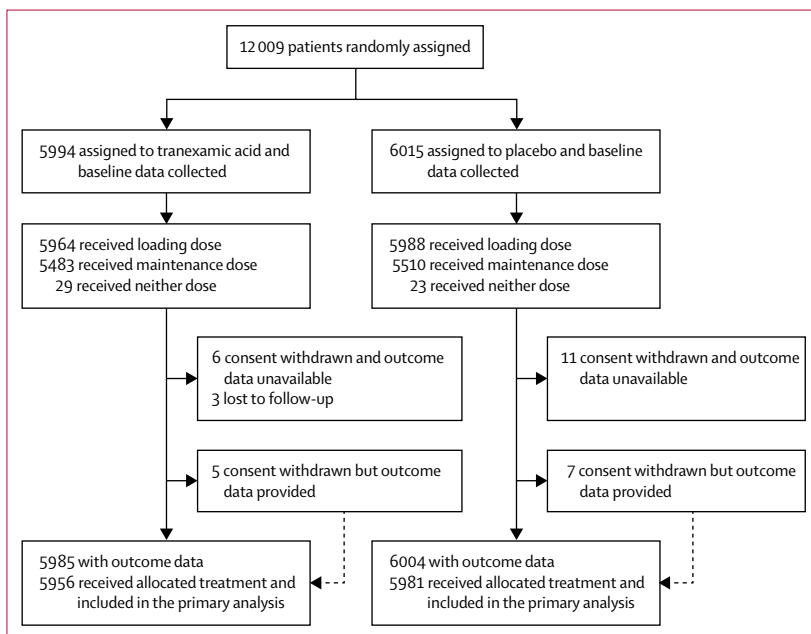 12 009 patients randomly assigned
5994 assigned to tranexamic acid and
baseline data collected
6015 assigned to placebo and baseline
data collected
5964 received loading dose
5483 received maintenance dose
29 received neither dose
5988 received loading dose
5510 received maintenance dose
23 received neither dose
6 consent withdrawn and outcome
data unavailable
3 lost to follow-up
11 consent withdrawn and outcome
data unavailable
5 consent withdrawn but outcome
data provided
7 consent withdrawn but outcome
data provided
5985 with outcome data
5956 received allocated treatment and
included in the primary analysis
6004 with outcome data
5981 received allocated treatment and
included in the primary analysis